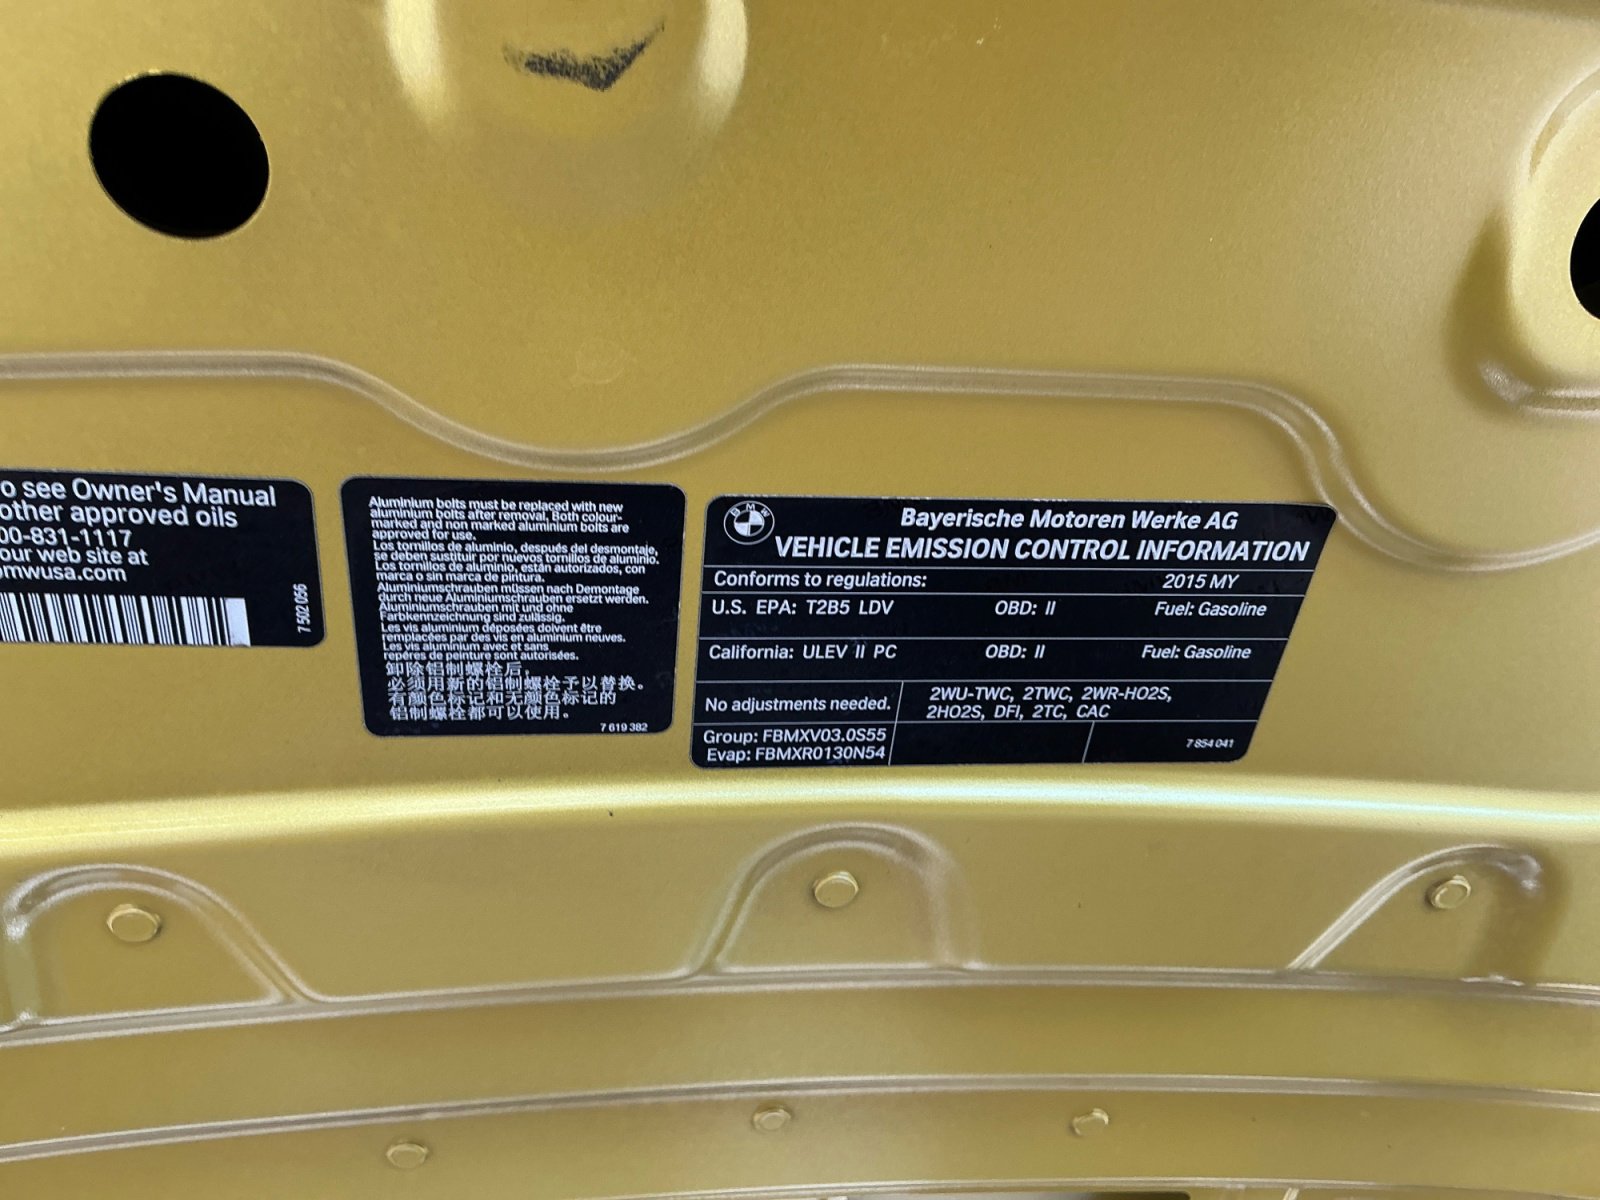 o see Owner's Manual
other approved oils
00-831-1117
our web site at
mwusa.com
7 502 056
Aluminium bolts must be replaced with new
aluminium bolts after removal. Both colour-
marked and non marked aluminium bolts are
approved for use.
Los tornillos de aluminio, después del desmontaje,
se deben sustituir por nuevos tornillos de aluminio.
Los tornillos de aluminio, están autorizados, con
marca o sin marca de pintura.
Aluminiumschrauben müssen nach Demontage
durch neue Aluminiumschrauben ersetzt werden.
Aluminiumschrauben mit und ohne
Farbkennzeichnung sind zulässig.
Les vis aluminium déposées doivent être
remplacées par des vis en aluminium neuves.
Les vis aluminium avec et sans
repères de peinture sont autorisées.
卸除铝制螺栓后,
必须用新的铝制螺栓予以替换。
有颜色标记和无颜色标记的
铝制螺栓都可以使用。
7 619 382
BMW
Bayerische Motoren Werke AG
VEHICLE EMISSION CONTROL INFORMATION
Conforms to regulations: 2015 MY
U.S. EPA: T2B5 LDV OBD: II Fuel: Gasoline
California: ULEV II PC OBD: II Fuel: Gasoline
No adjustments needed.
2WU-TWC, 2TWC, 2WR-HO2S,
2HO2S, DFI, 2TC, CAC
Group: FBMXV03.0S55
Evap: FBMXR0130N54
7 854 041